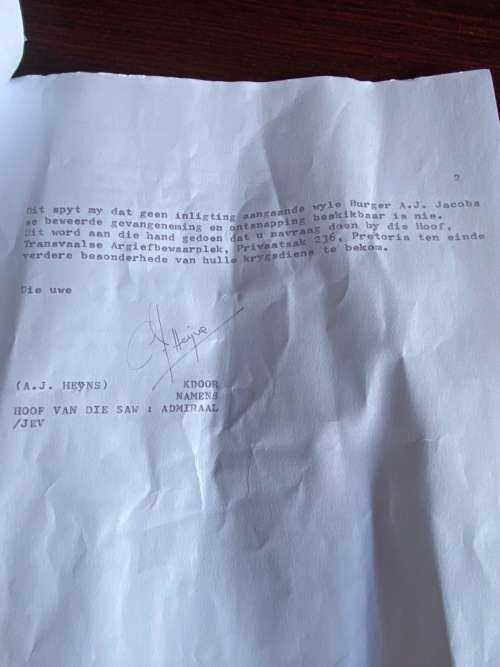 2
Dit spyt my dat geen inligting aangaande wyle Burger A.J. Jacobs
se beweerde gevangeneming en ontsnapping beskikbaar is nie.
Dit word aan die hand gedoen dat u navraag doen by die Hoof,
Transvaalse Argiefbewaarplek, Privaatsak 236, Pretoria ten einde
verdere besonderhede van hulle krygsdiens te bekom.
Die uwe
Heyns
(A.J. HEYNS) KDOOR
NAMENS
HOOF VAN DIE SAW : ADMIRAAL
/JEV